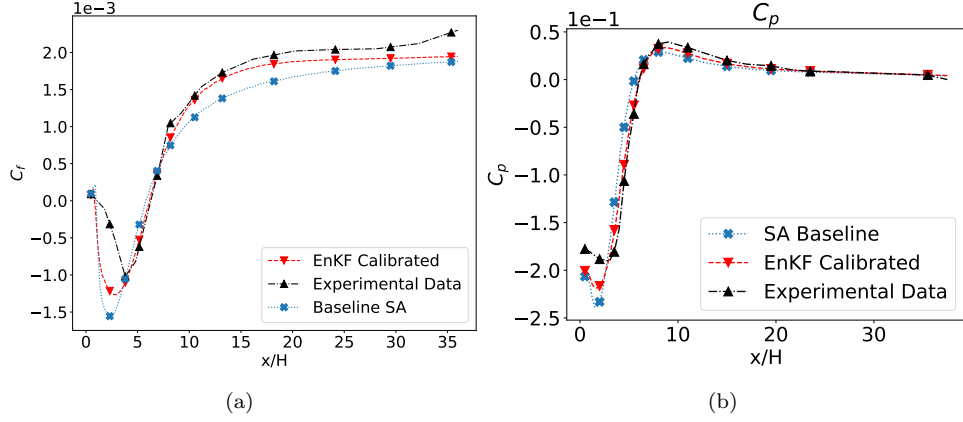 1e−3
2.0
1.5
1.0
0.5
0.0
−0.5
−1.0
−1.5
C_f
0 5 10 15 20 25 30 35
x/H
EnKF Calibrated
Experimental Data
Baseline SA
(a)
1e−1
C_p
0.5
0.0
−0.5
−1.0
−1.5
−2.0
−2.5
C_p
0 10 20 30
x/H
SA Baseline
EnKF Calibrated
Experimental Data
(b)